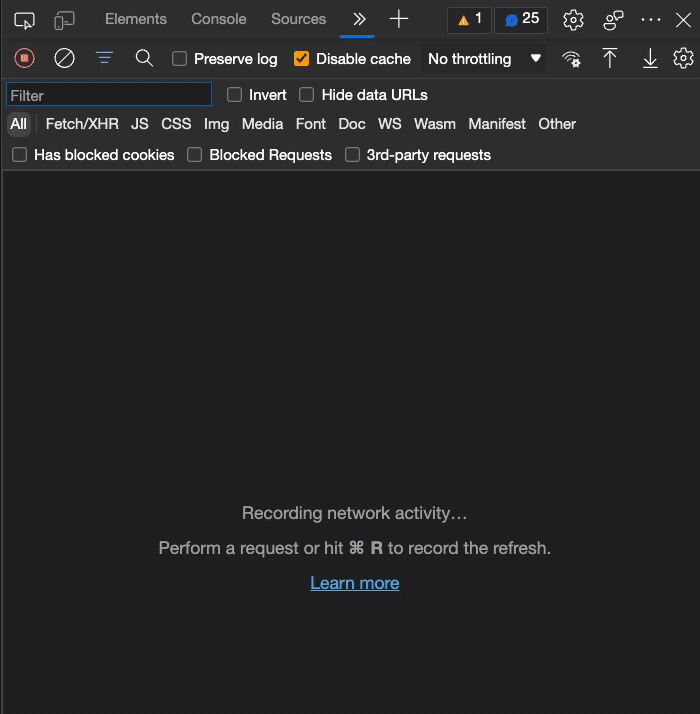 Elements Console Sources 1 25
Preserve log Disable cache No throttling
Filter Invert Hide data URLs
All Fetch/XHR JS CSS Img Media Font Doc WS Wasm Manifest Other
Has blocked cookies Blocked Requests 3rd-party requests
Recording network activity…
Perform a request or hit ⌘ R to record the refresh.
Learn more